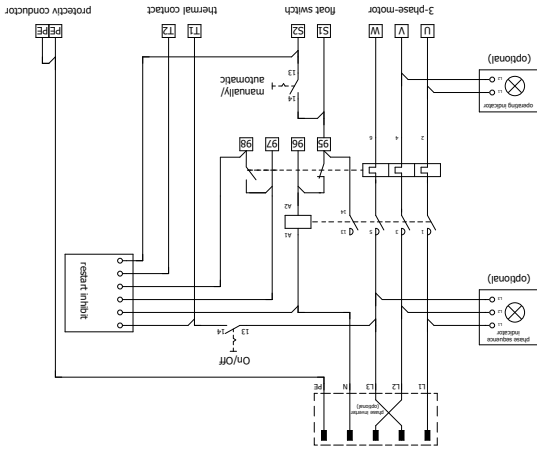 phase inverter
(optional)
L1
L2
L3
N
PE
On/Off
13
14
phase sequence
indicator
L1
L2
L3
(optional)
restart inhibit
1
3
5
13
A1
2
4
6
14
A2
95
96
97
98
operating indicator
L1
L2
(optional)
14
13
manually/
automatic
U
V
W
S1
S2
T1
T2
PE
PE
3-phase-motor
float switch
thermal contact
protectiv conductor